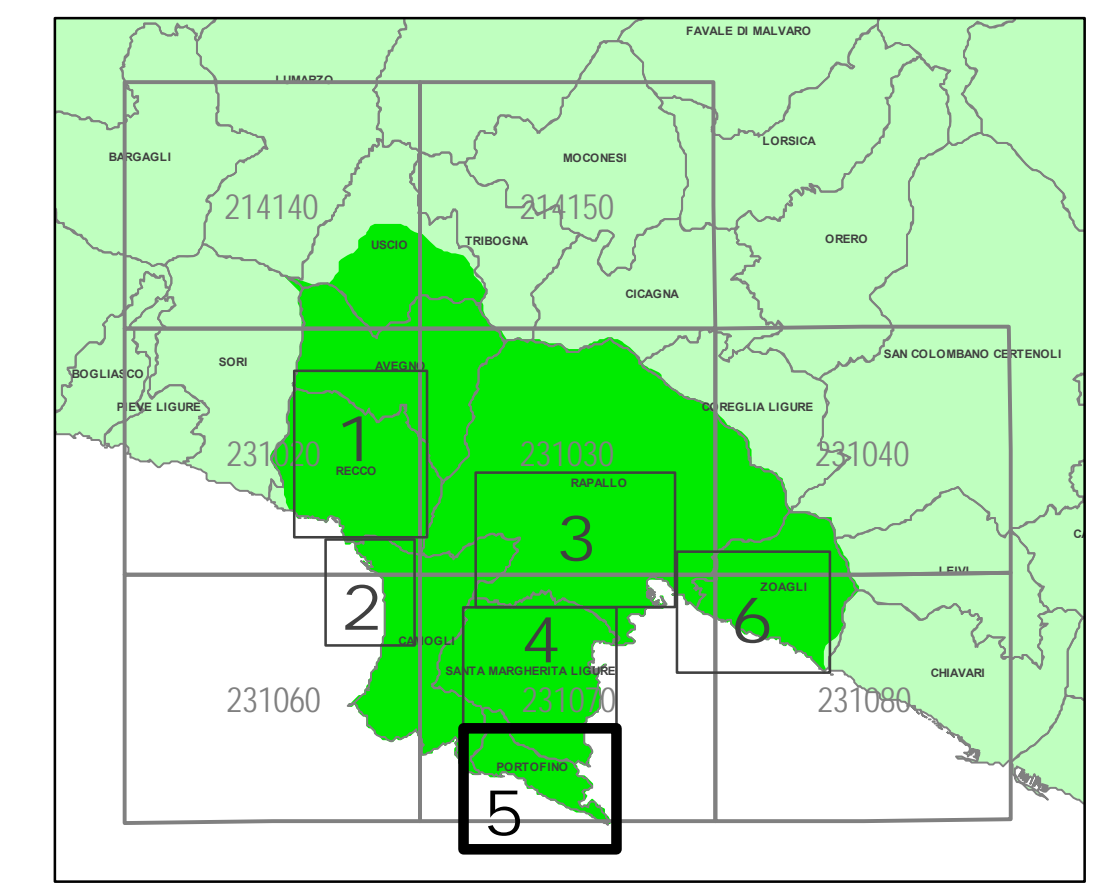 FAVALE DI MALVARO
LUMARZO
LORSICA
BARGAGLI
MOCONESI
214140
214150
USCIO
TRIBOGNA
ORERO
CICAGNA
SORI
AVEGNO
SAN COLOMBANO CERTENOLI
BOGLIASCO
PIEVE LIGURE
COREGLIA LIGURE
1
231020
231030
231040
RECCO
RAPALLO
3
CA
LEIVI
ZOAGLI
2
6
4
CAMOGLI
SANTA MARGHERITA LIGURE
CHIAVARI
231060
231070
231080
PORTOFINO
5